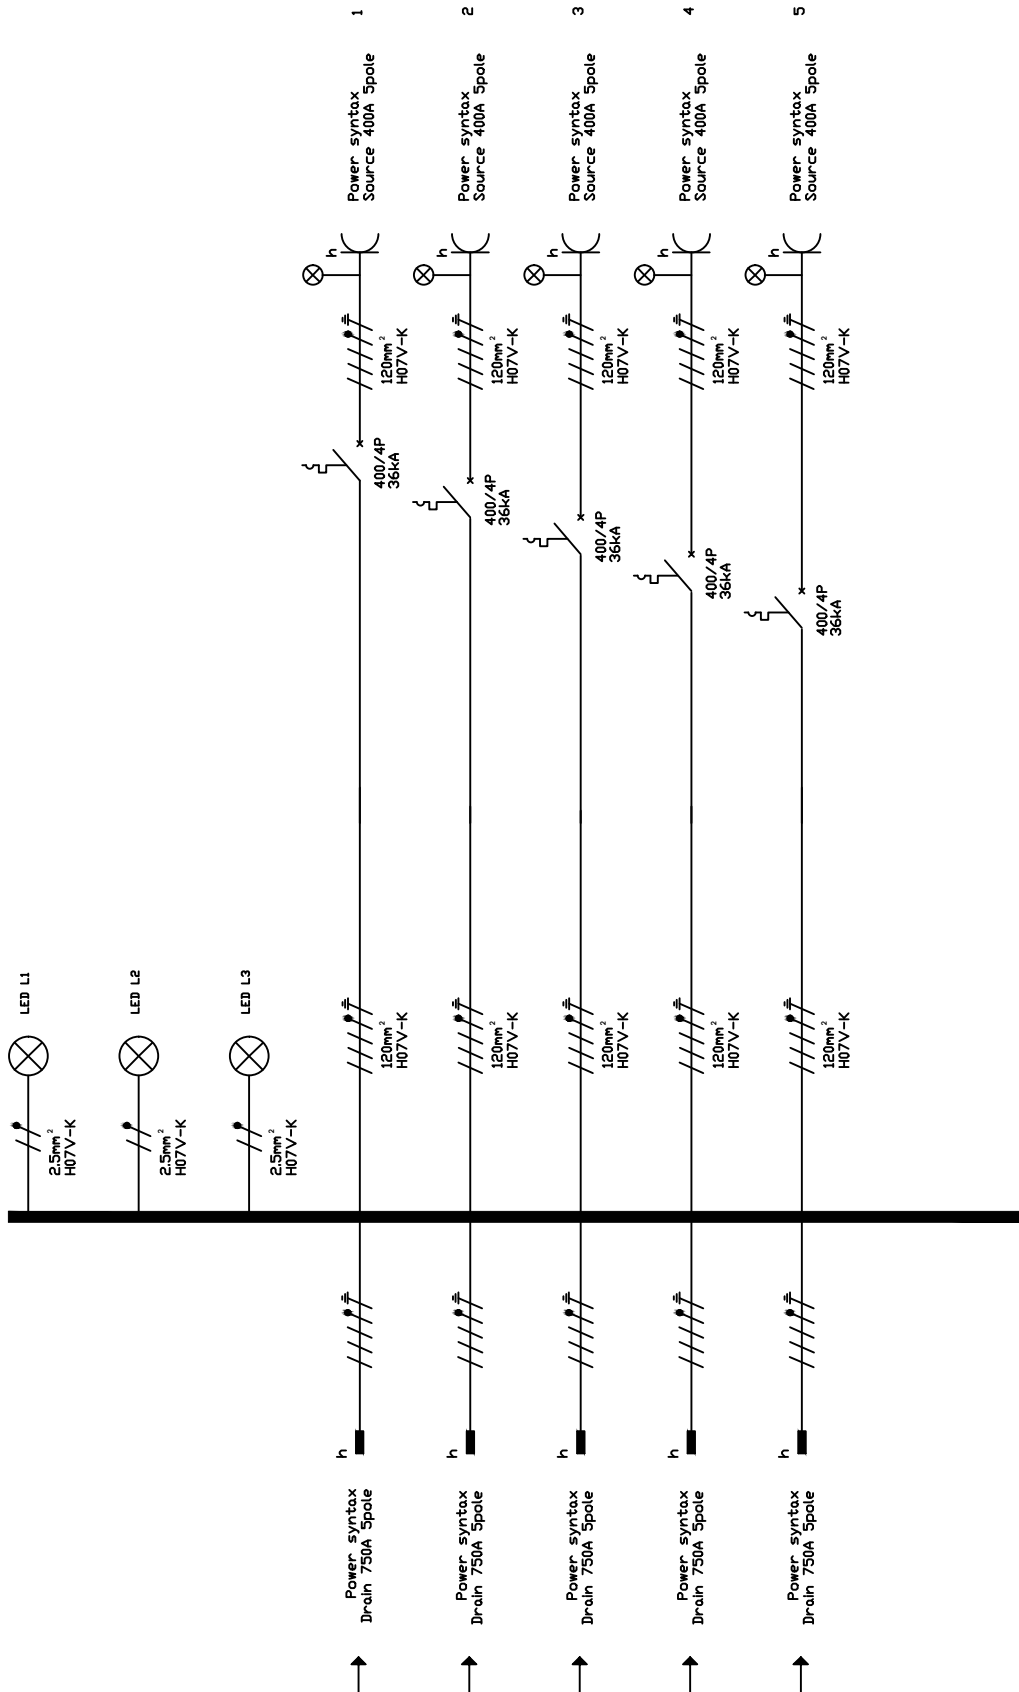 1
2
3
4
5
Power syntax
Source 400A 5pole
Power syntax
Source 400A 5pole
Power syntax
Source 400A 5pole
Power syntax
Source 400A 5pole
Power syntax
Source 400A 5pole
h
h
h
h
h
120mm²
H07V-K
120mm²
H07V-K
120mm²
H07V-K
120mm²
H07V-K
120mm²
H07V-K
400/4P
36kA
400/4P
36kA
400/4P
36kA
400/4P
36kA
400/4P
36kA
LED L1
LED L2
LED L3
120mm²
H07V-K
120mm²
H07V-K
120mm²
H07V-K
120mm²
H07V-K
120mm²
H07V-K
2.5mm²
H07V-K
2.5mm²
H07V-K
2.5mm²
H07V-K
h
h
h
h
h
Power syntax
Drain 750A 5pole
Power syntax
Drain 750A 5pole
Power syntax
Drain 750A 5pole
Power syntax
Drain 750A 5pole
Power syntax
Drain 750A 5pole